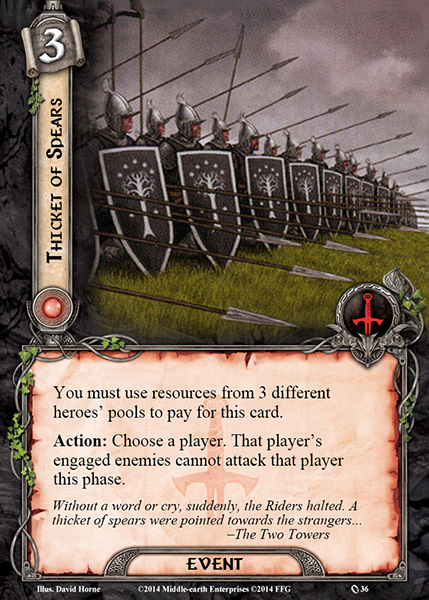 3
Thicket of Spears
You must use resources from 3 different
heroes' pools to pay for this card.
Action: Choose a player. That player's
engaged enemies cannot attack that player
this phase.
Without a word or cry, suddenly, the Riders halted. A
thicket of spears were pointed towards the strangers...
–The Two Towers
EVENT
Illus. David Horne
©2014 Middle-earth Enterprises ©2014 FFG
36